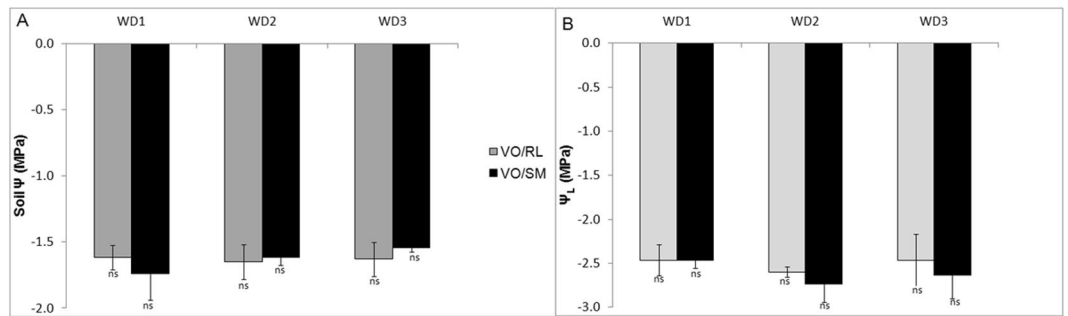 A
WD1 WD2 WD3
0.0
-0.5
-1.0
-1.5
-2.0
Soil Ψ (MPa)
ns ns ns ns ns ns
VO/RL
VO/SM
B
WD1 WD2 WD3
0.0
-0.5
-1.0
-1.5
-2.0
-2.5
-3.0
Ψ_L (MPa)
ns ns ns ns ns ns